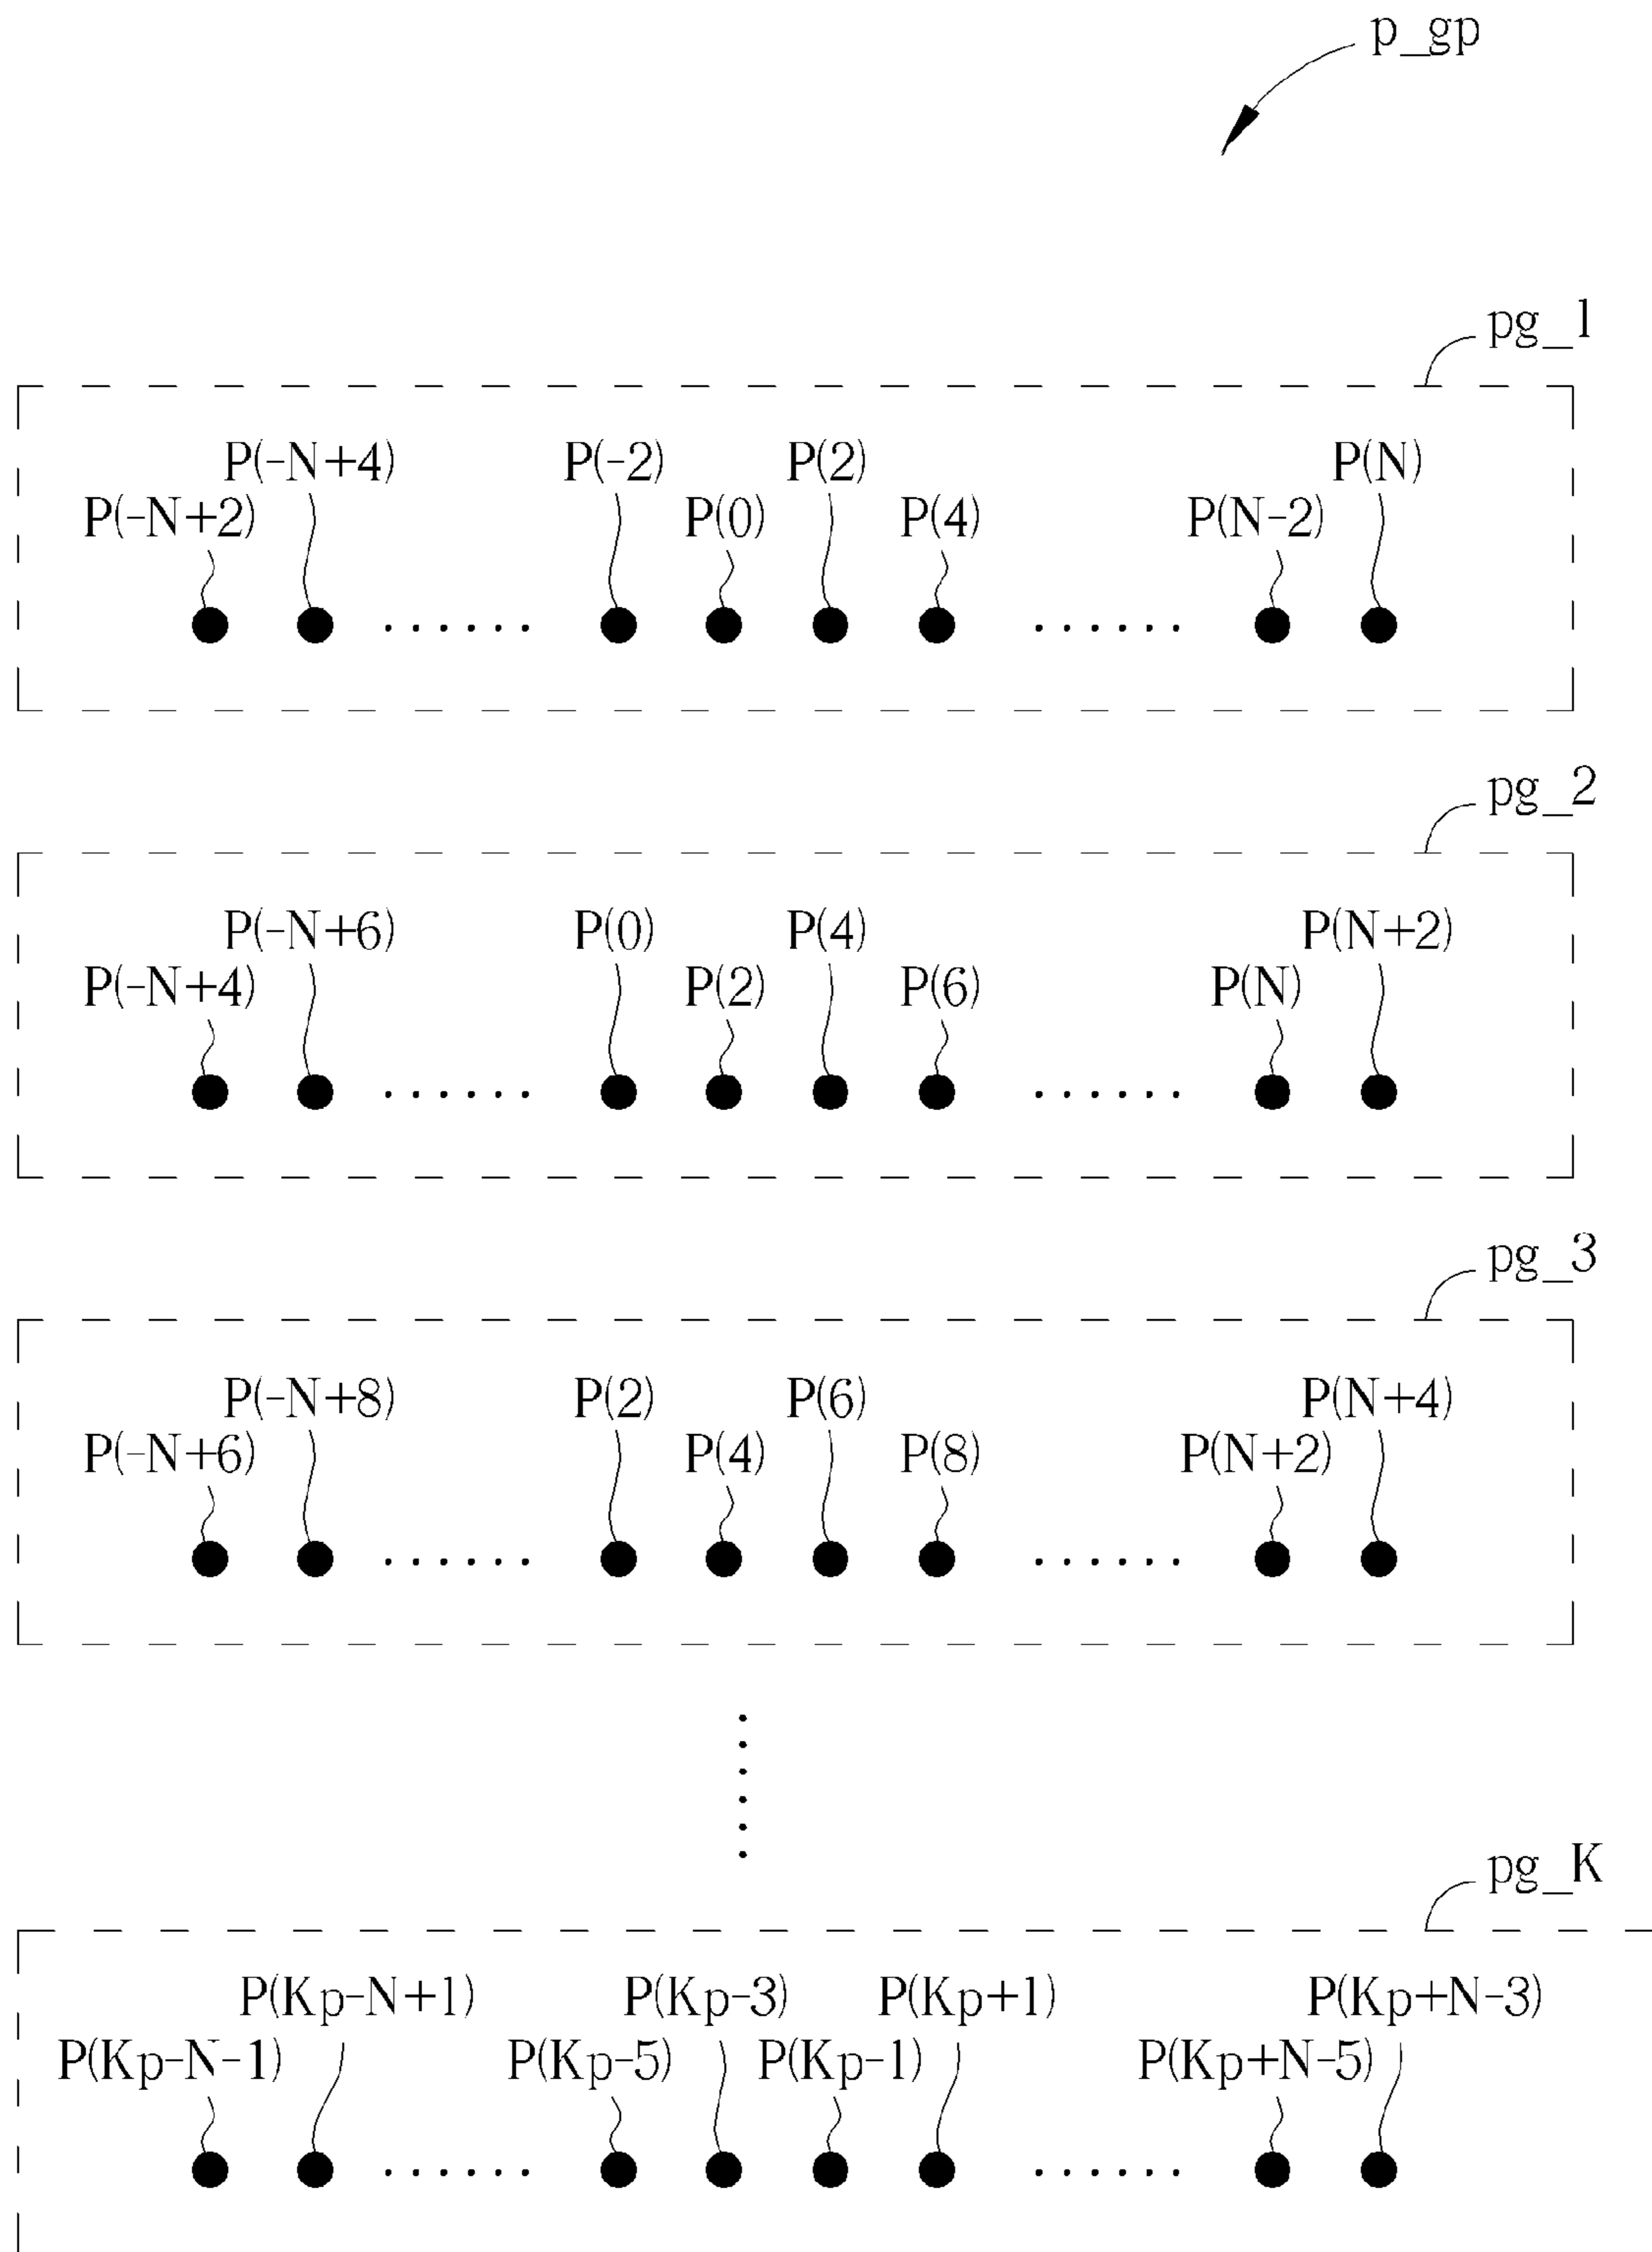 p_gp
pg_1
P(-N+4) P(-2) P(2) P(N)
P(-N+2) P(0) P(4) P(N-2)
pg_2
P(-N+6) P(0) P(4) P(N+2)
P(-N+4) P(2) P(6) P(N)
pg_3
P(-N+8) P(2) P(6) P(N+4)
P(-N+6) P(4) P(8) P(N+2)
pg_K
P(Kp-N+1) P(Kp-3) P(Kp+1) P(Kp+N-3)
P(Kp-N-1) P(Kp-5) P(Kp-1) P(Kp+N-5)